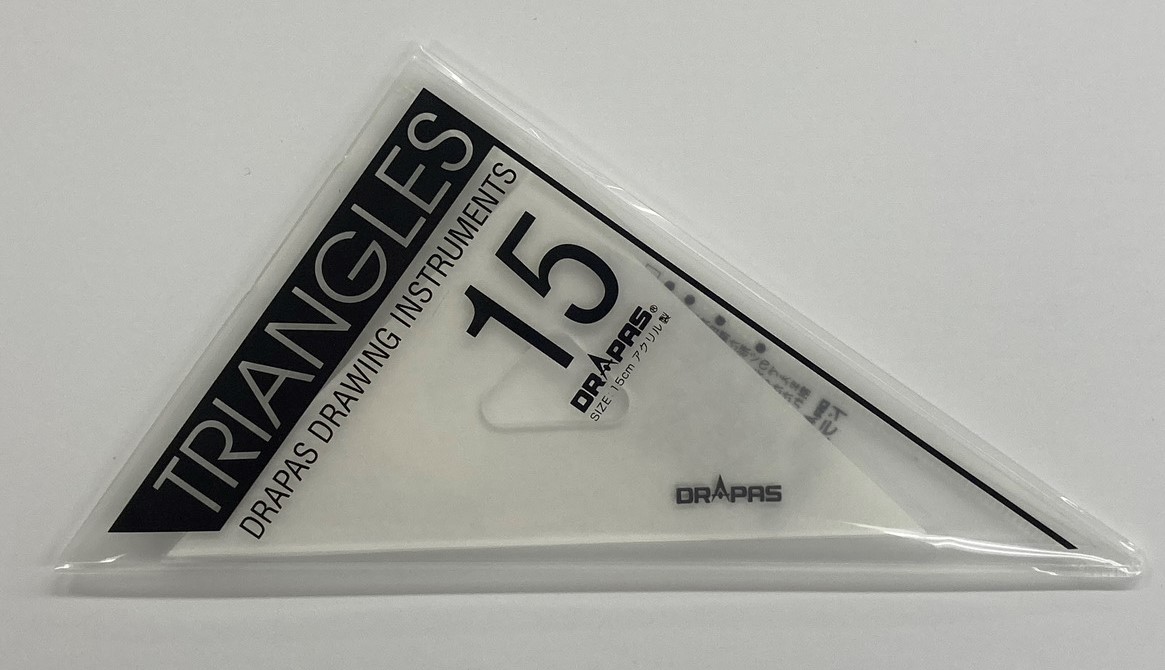 TRIANGLES
DRAPAS DRAWING INSTRUMENTS
15
DRAPAS®
SIZE 15cm アクリル製
DRAPAS